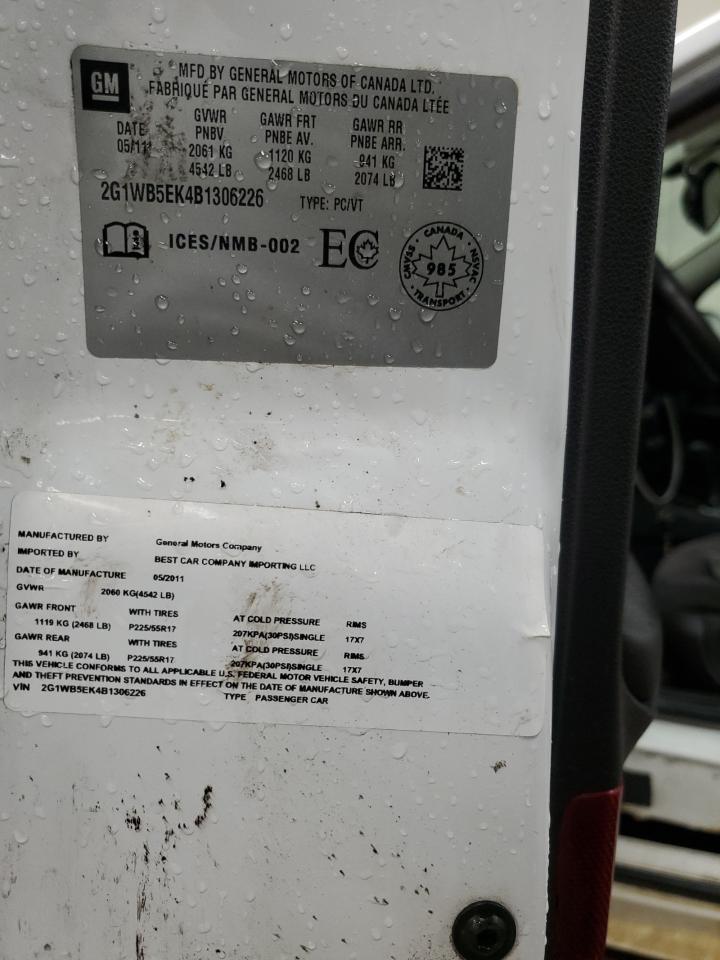 GM
MFD BY GENERAL MOTORS OF CANADA LTD.
FABRIQUÉ PAR GENERAL MOTORS DU CANADA LTÉE
DATE GVWR GAWR FRT GAWR RR
05/11 PNBV PNBE AV. PNBE ARR.
2061 KG 1120 KG 941 KG
4542 LB 2468 LB 2074 LB
2G1WB5EK4B1306226 TYPE: PC/VT
ICES/NMB-002 EC
CANADA
CMVSS NSVAC
985
TRANSPORT
MANUFACTURED BY General Motors Company
IMPORTED BY BEST CAR COMPANY IMPORTING LLC
DATE OF MANUFACTURE 05/2011
GVWR 2060 KG(4542 LB)
GAWR FRONT WITH TIRES AT COLD PRESSURE RIMS
1119 KG (2468 LB) P225/55R17 207KPA(30PSI)SINGLE 17X7
GAWR REAR WITH TIRES AT COLD PRESSURE RIMS
941 KG (2074 LB) P225/55R17 207KPA(30PSI)SINGLE 17X7
THIS VEHICLE CONFORMS TO ALL APPLICABLE U.S. FEDERAL MOTOR VEHICLE SAFETY, BUMPER
AND THEFT PREVENTION STANDARDS IN EFFECT ON THE DATE OF MANUFACTURE SHOWN ABOVE.
VIN 2G1WB5EK4B1306226 TYPE PASSENGER CAR